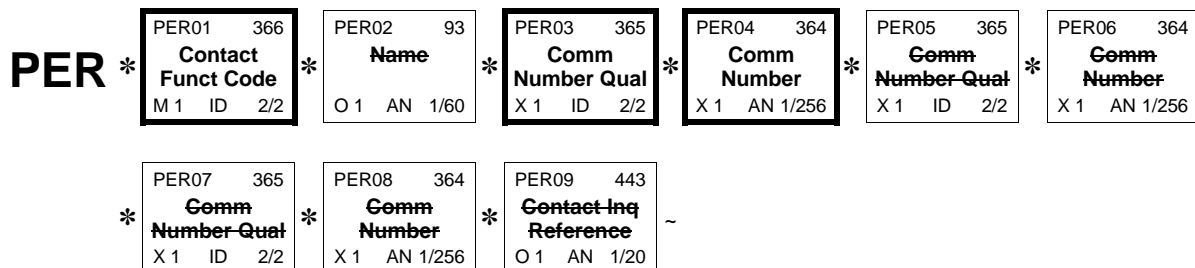 PER01 366 PER02 93 PER03 365 PER04 364 PER05 365 PER06 364
PER * Contact * Name * Comm * Comm * Comm * Comm
Funct Code Number Qual Number Number Qual Number
M 1 ID 2/2 O 1 AN 1/60 X 1 ID 2/2 X 1 AN 1/256 X 1 ID 2/2 X 1 AN 1/256
PER07 365 PER08 364 PER09 443
* Comm * Comm * Contact Inq ~
Number Qual Number Reference
X 1 ID 2/2 X 1 AN 1/256 O 1 AN 1/20